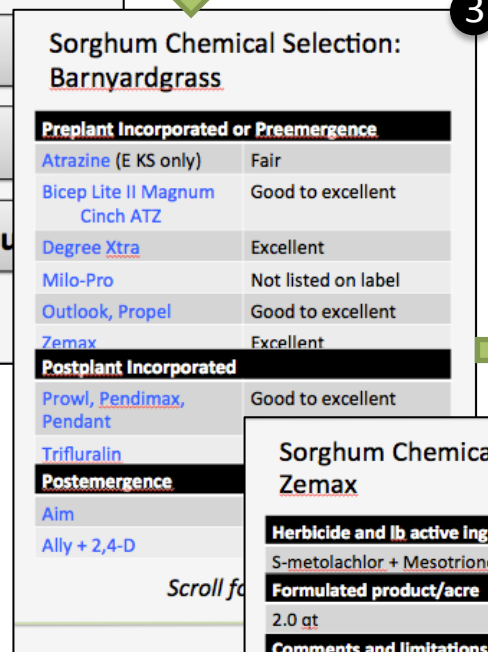 3
Sorghum Chemical Selection:
Barnyardgrass
Preplant Incorporated or Preemergence
Atrazine (E KS only) Fair
Bicep Lite II Magnum Good to excellent
Cinch ATZ
Degree Xtra Excellent
Milo-Pro Not listed on label
Outlook, Propel Good to excellent
Zemax Excellent
Postplant Incorporated
Prowl, Pendimax, Good to excellent
Pendant
Trifluralin
Postemergence
Aim
Ally + 2,4-D
Scroll fo
Sorghum Chemica
Zemax
Herbicide and lb active ing
S-metolachlor + Mesotrion
Formulated product/acre
2.0 qt
Comments and limitations